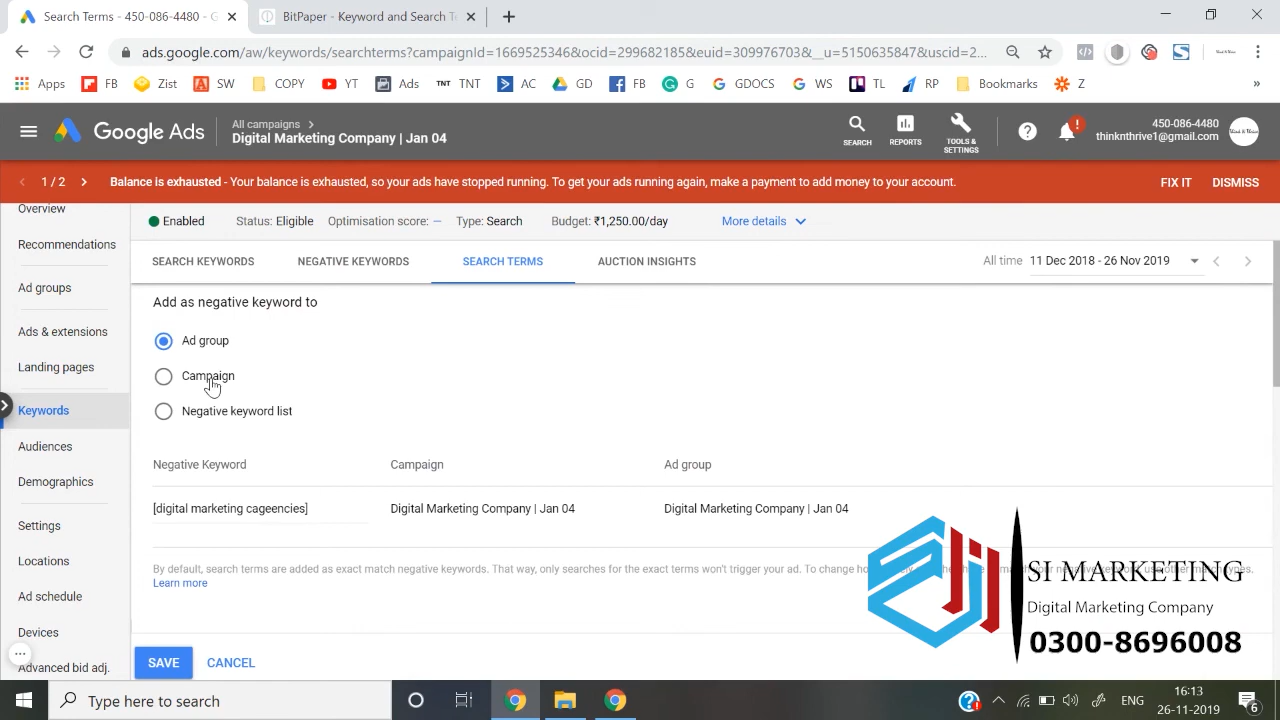 Search Terms - 450-086-4480 - G
BitPaper - Keyword and Search Te
ads.google.com/aw/keywords/searchterms?campaignId=1669525346&ocid=299682185&euid=309976703&__u=5150635847&uscid=2...
Apps FB Zist SW COPY YT Ads TNT TNT AC GD FB G GDOCS WS TL RP Bookmarks Z »
Google Ads
All campaigns >
Digital Marketing Company | Jan 04
SEARCH
REPORTS
TOOLS &
SETTINGS
450-086-4480
thinknthrive1@gmail.com
1 / 2
Balance is exhausted - Your balance is exhausted, so your ads have stopped running. To get your ads running again, make a payment to add money to your account.
FIX IT DISMISS
Overview
Recommendations
Ad groups
Ads & extensions
Landing pages
Keywords
Audiences
Demographics
Settings
Locations
Ad schedule
Devices
Advanced bid adj.
Enabled Status: Eligible Optimisation score: — Type: Search Budget: ₹1,250.00/day More details
SEARCH KEYWORDS NEGATIVE KEYWORDS SEARCH TERMS AUCTION INSIGHTS All time 11 Dec 2018 - 26 Nov 2019
Add as negative keyword to
Ad group
Campaign
Negative keyword list
Negative Keyword Campaign Ad group
[digital marketing cageencies] Digital Marketing Company | Jan 04 Digital Marketing Company | Jan 04
By default, search terms are added as exact match negative keywords. That way, only searches for the exact terms won't trigger your ad. To change ho
Learn more
SAVE CANCEL
SI MARKETING
Digital Marketing Company
0300-8696008
Type here to search
ENG
16:13
26-11-2019
6